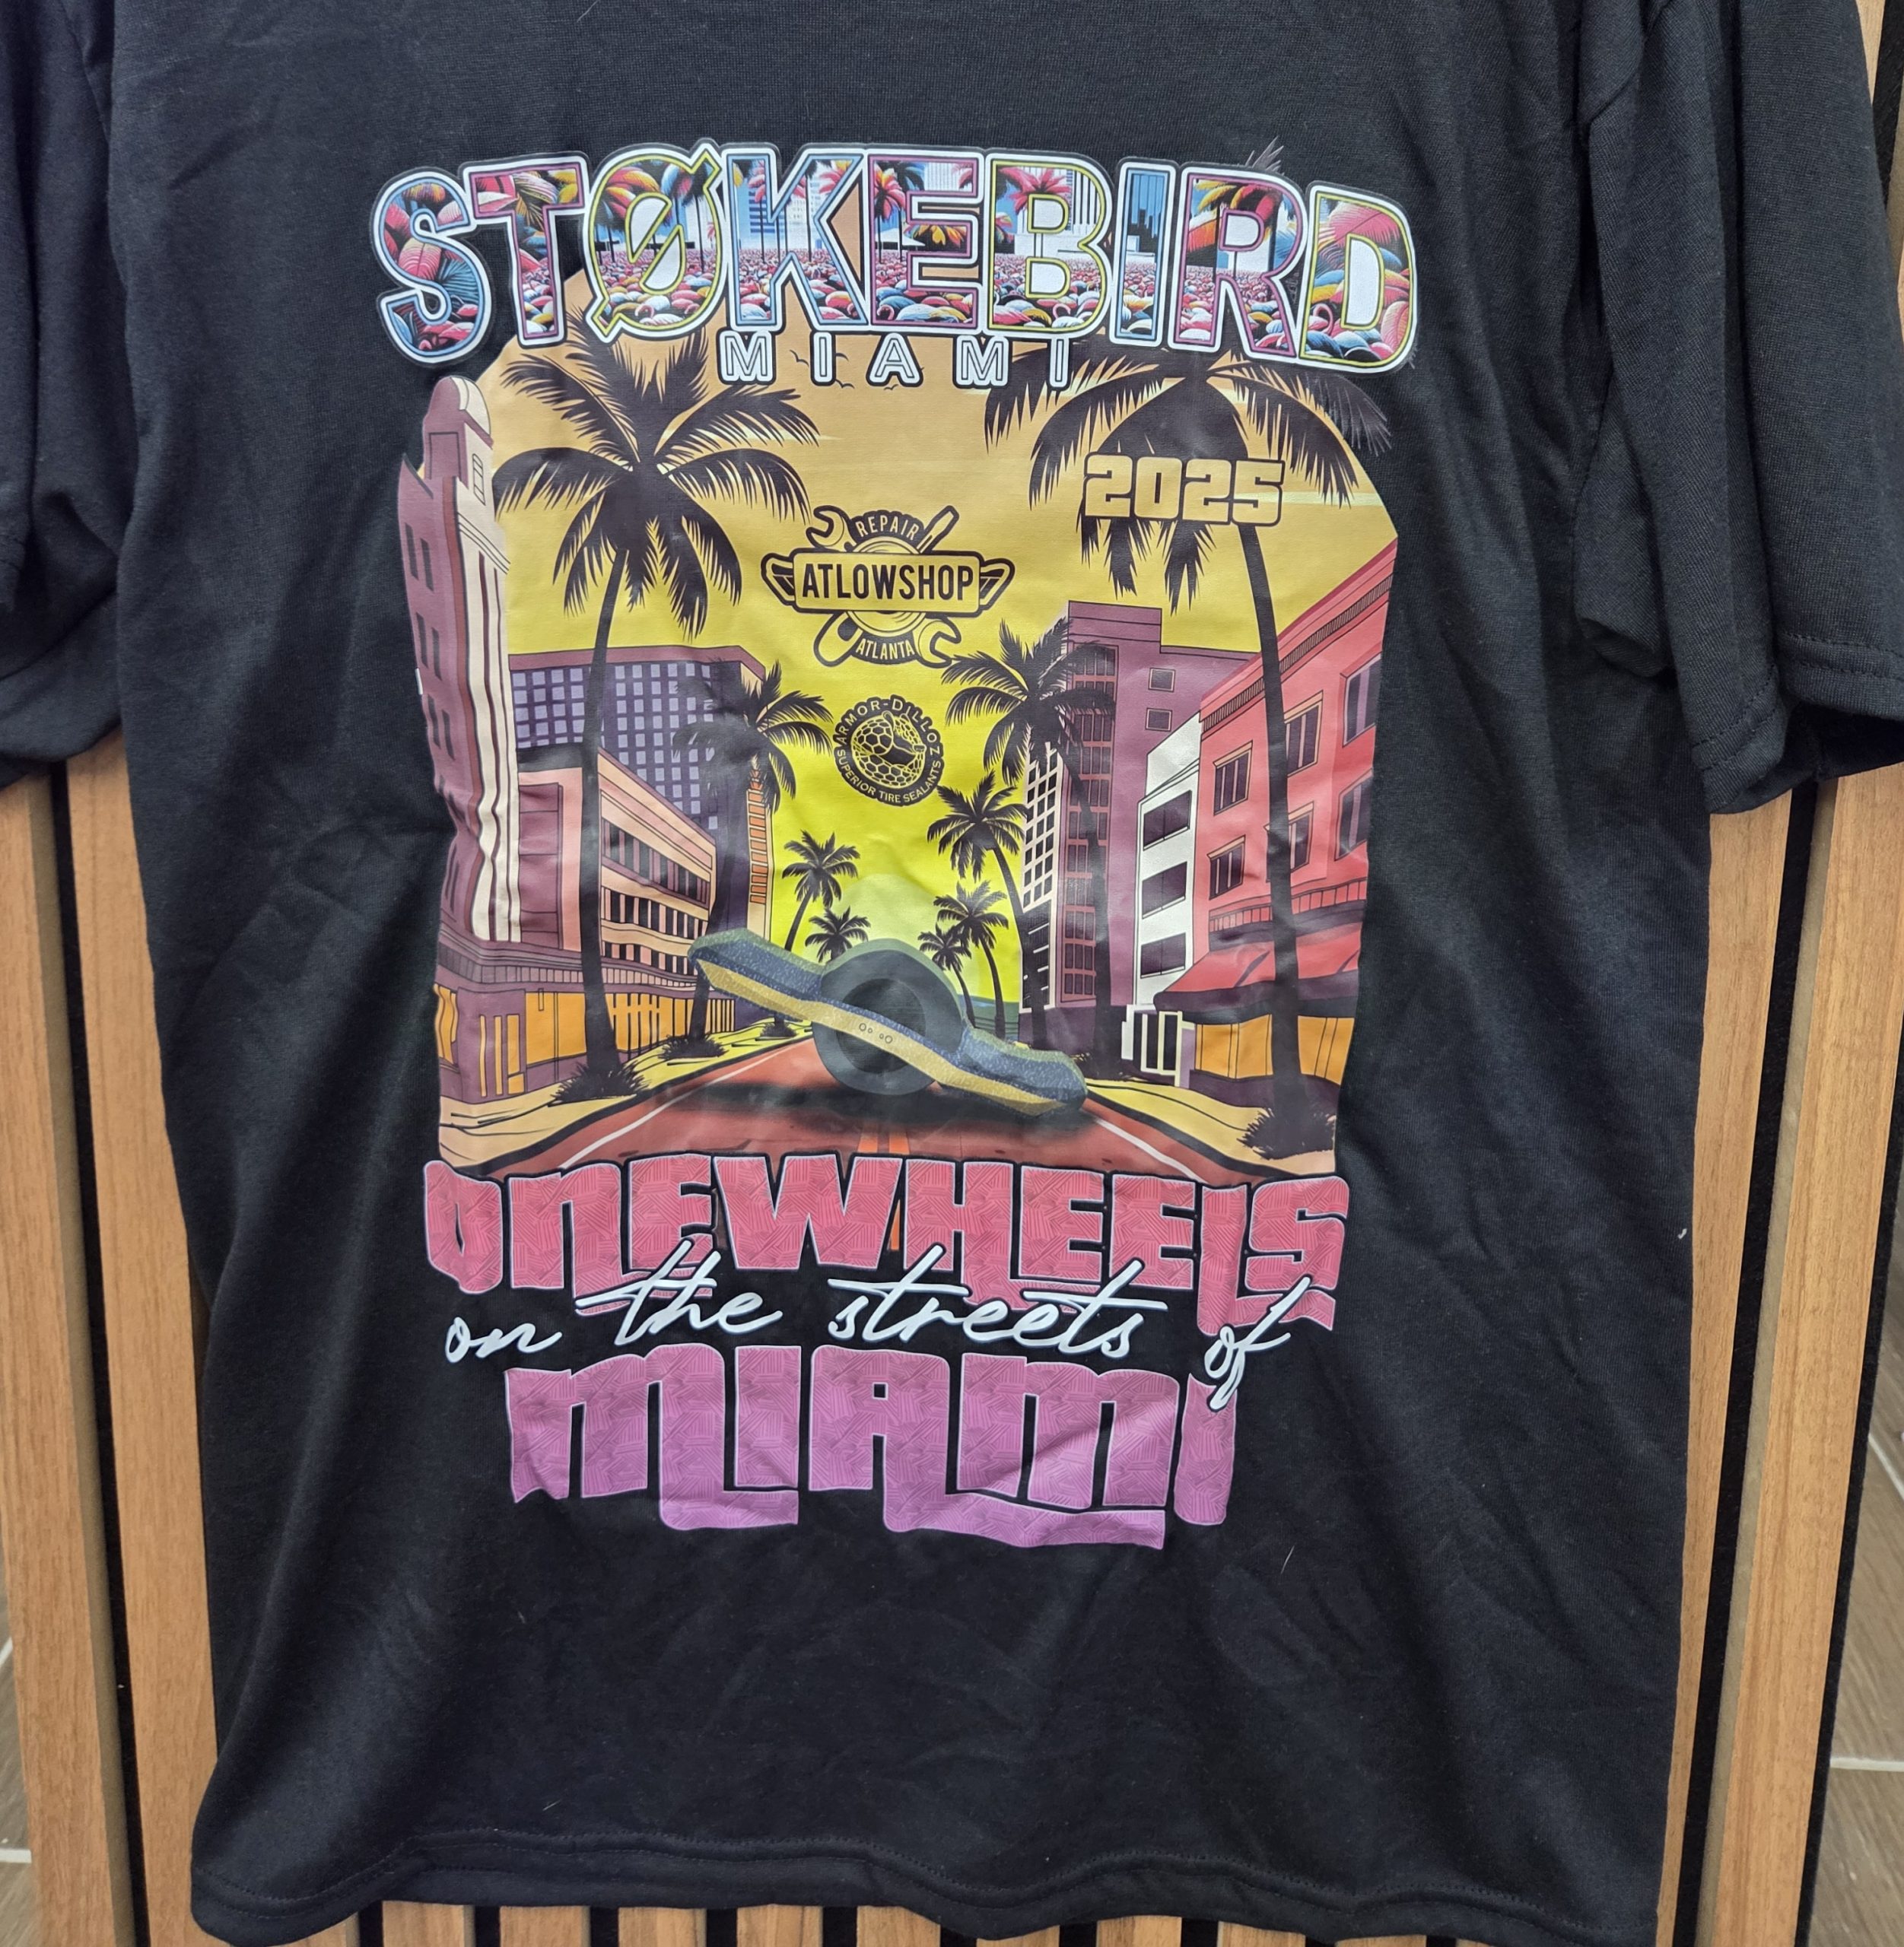 STØKEBIRD
MIAMI
2025
REPAIR
ATLOWSHOP
ATLANTA
ARMOR-DILLOZ
SUPERIOR TIRE SEALANTS
ONEWHEELS
on the streets of
MIAMI